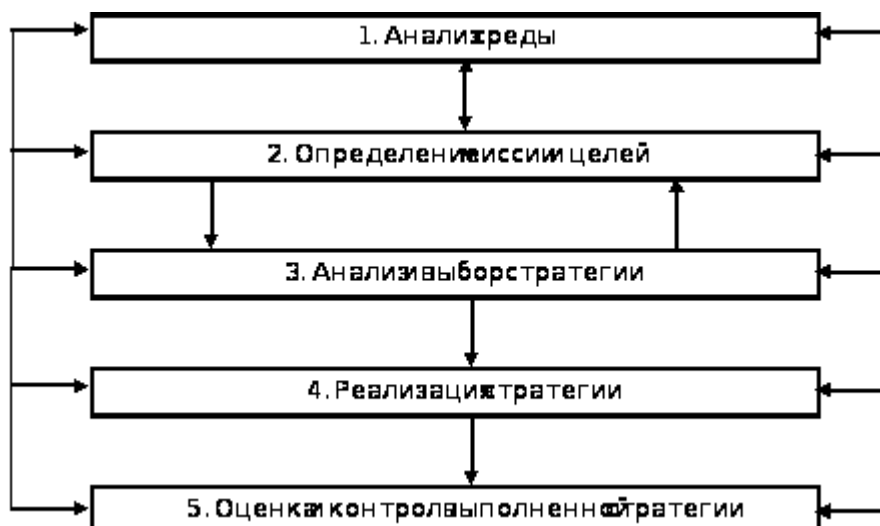 1. Анализ среды
2. Определение миссии и целей
3. Анализ и выбор стратегии
4. Реализация стратегии
5. Оценка и контроль выполненной стратегии